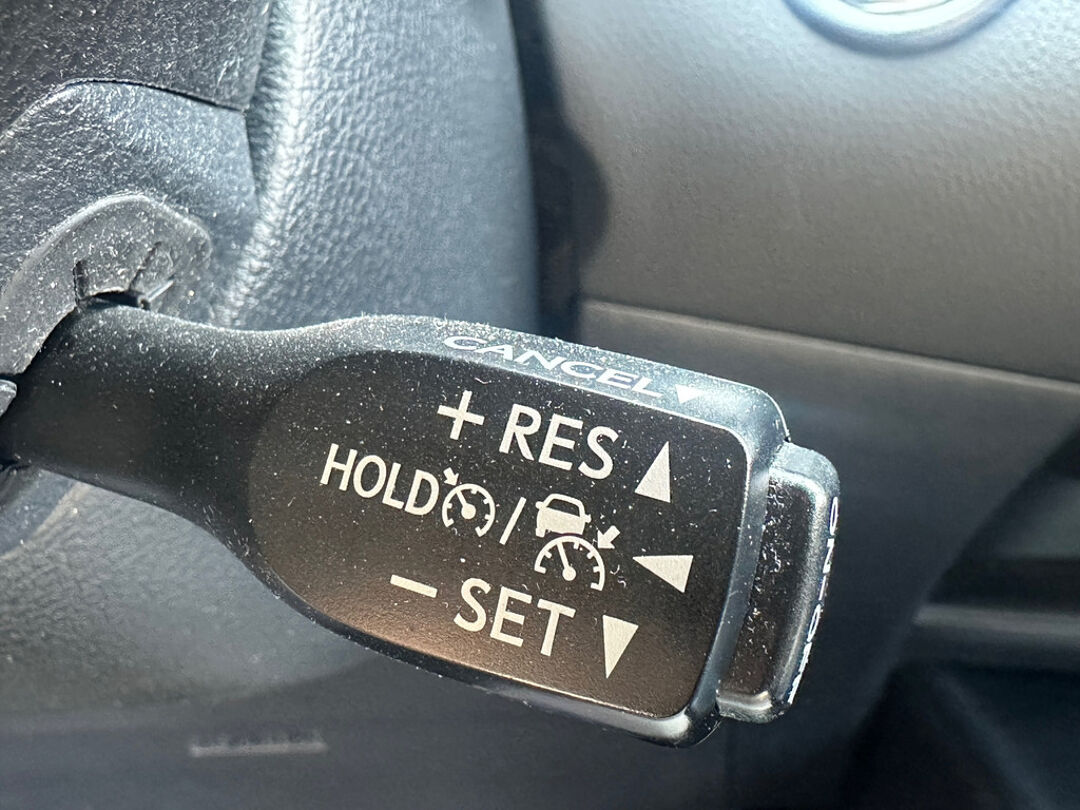 CANCEL
+ RES
HOLD /
- SET